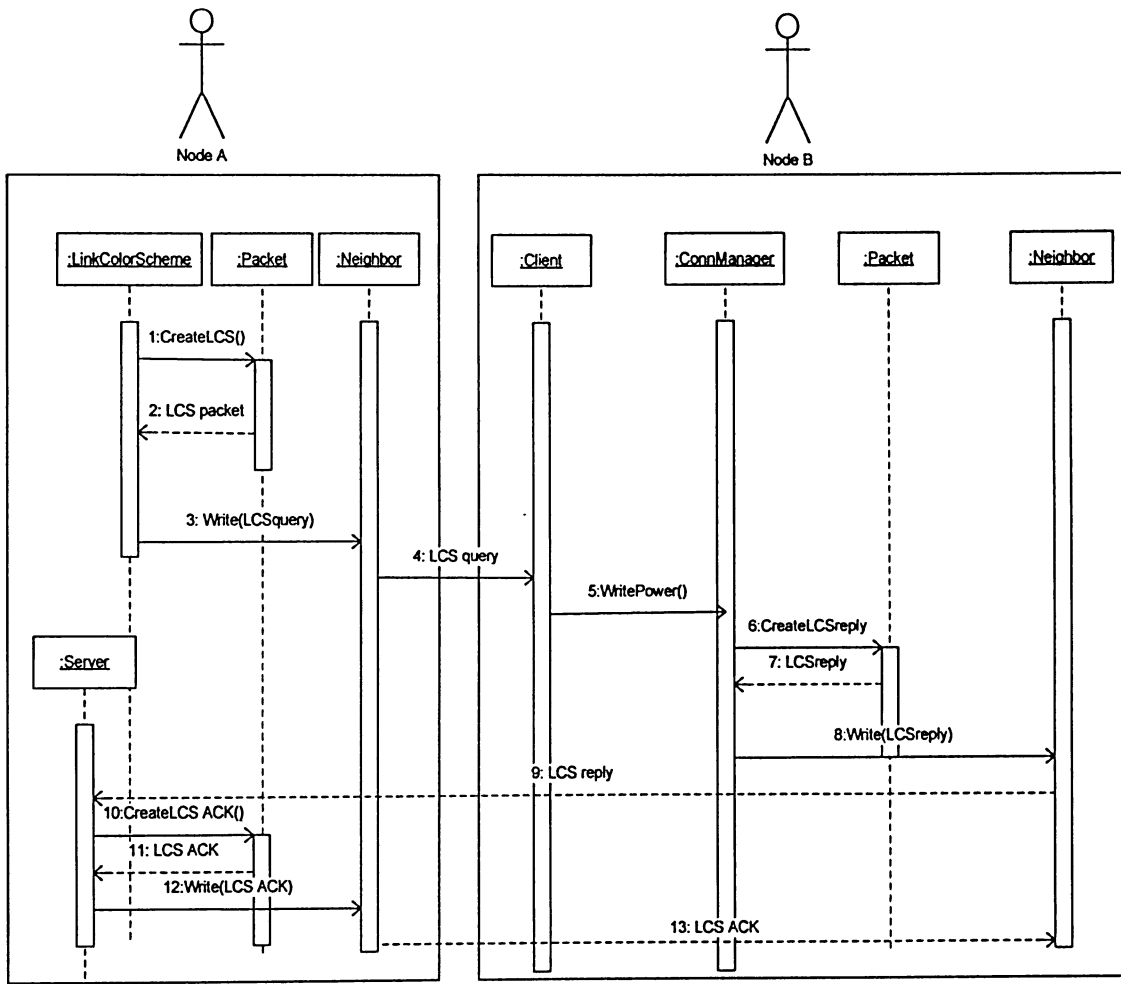 Node A
Node B
:LinkColorScheme
:Packet
:Neighbor
:Client
:ConnManager
:Packet
:Neighbor
1:CreateLCS()
2: LCS packet
3: Write(LCSquery)
4: LCS query
5:WritePower()
6:CreateLCSreply
7: LCSreply
:Server
8:Write(LCSreply)
9: LCS reply
10:CreateLCS ACK()
11: LCS ACK
12:Write(LCS ACK)
13: LCS ACK